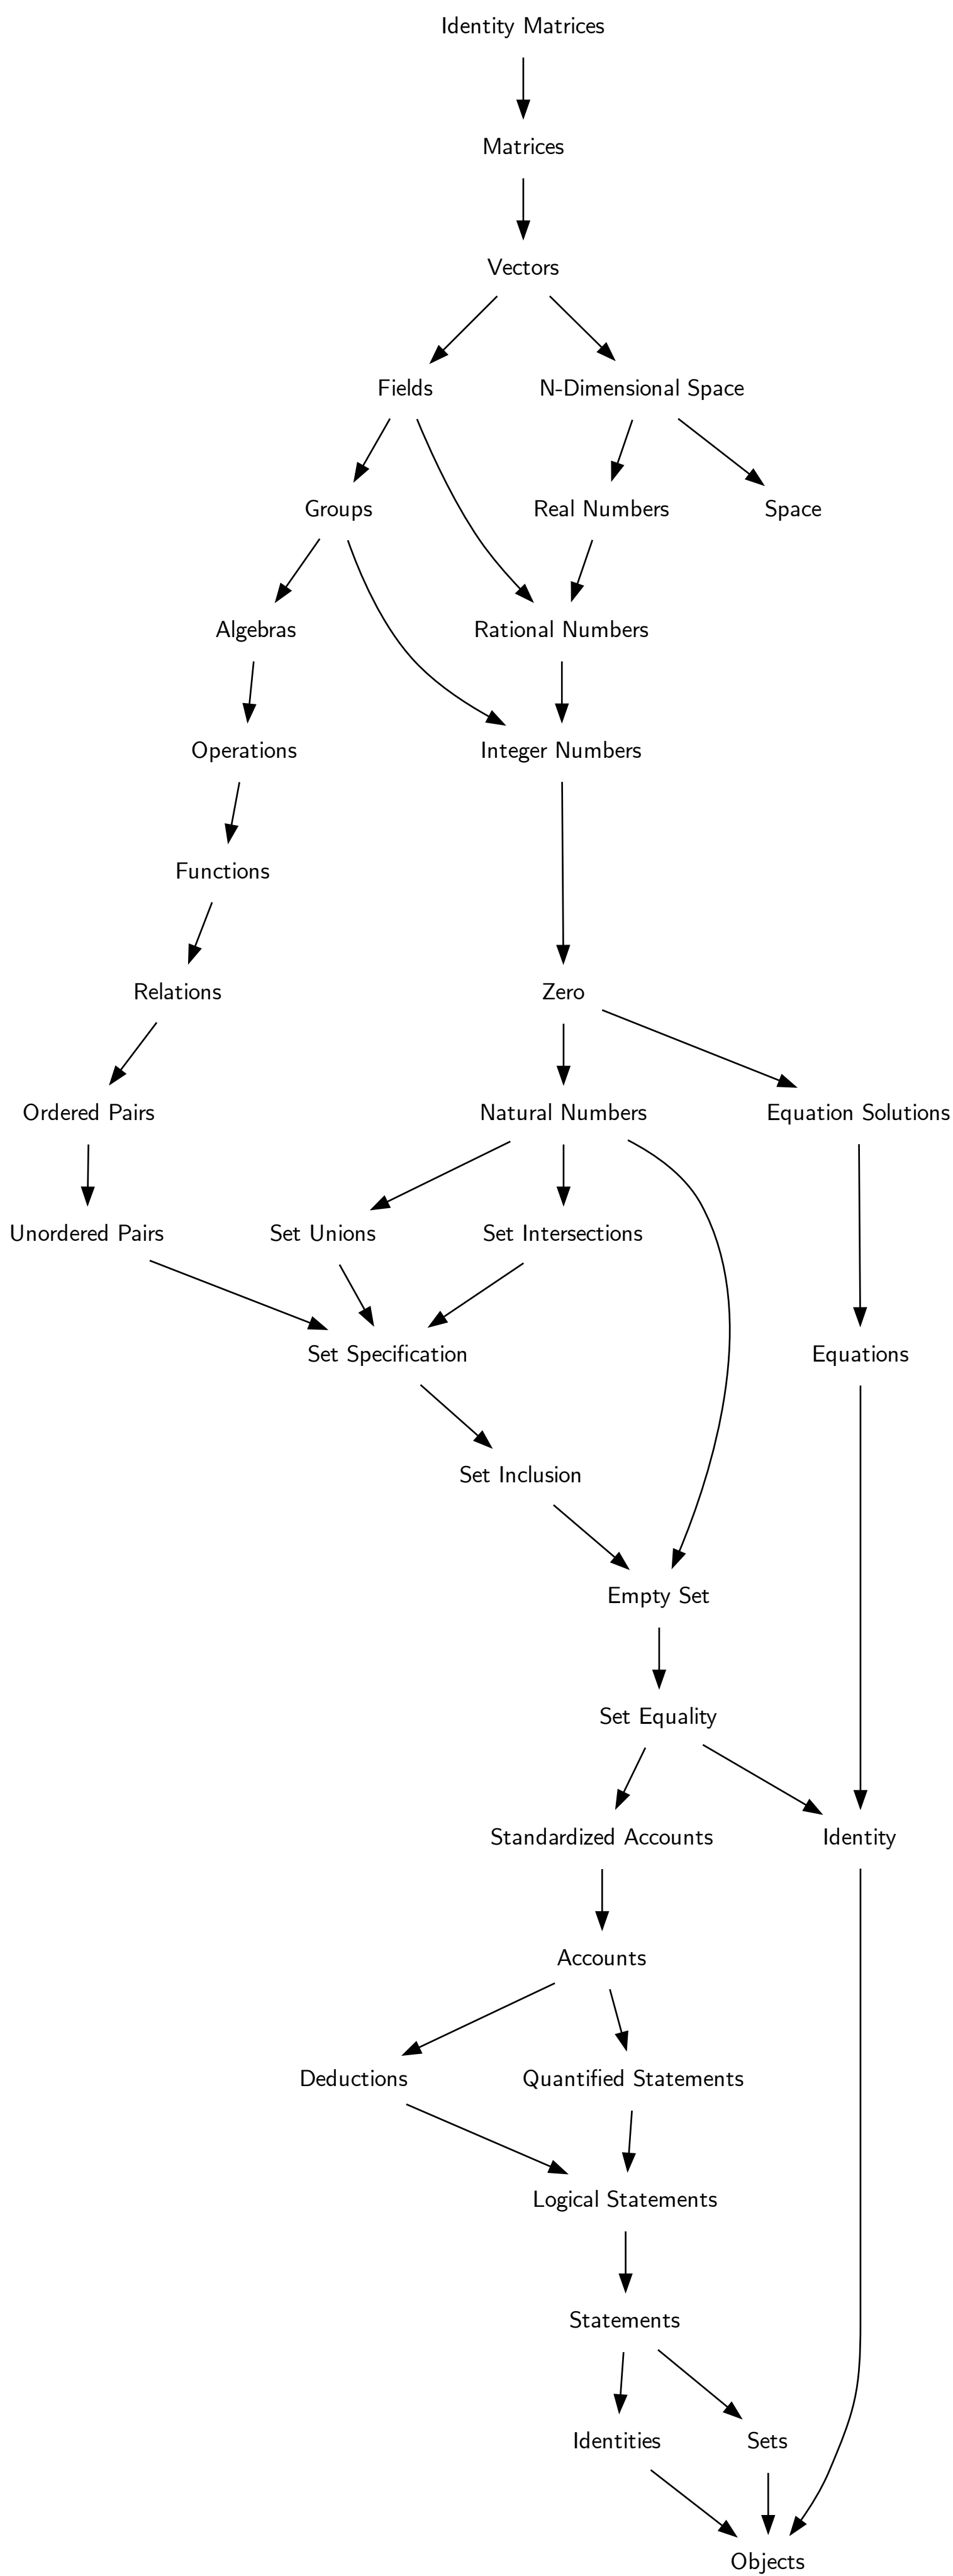 Identity Matrices
Matrices
Vectors
Fields
N-Dimensional Space
Groups
Real Numbers
Space
Algebras
Rational Numbers
Operations
Integer Numbers
Functions
Relations
Zero
Ordered Pairs
Natural Numbers
Equation Solutions
Unordered Pairs
Set Unions
Set Intersections
Set Specification
Equations
Set Inclusion
Empty Set
Set Equality
Standardized Accounts
Identity
Accounts
Deductions
Quantified Statements
Logical Statements
Statements
Identities
Sets
Objects